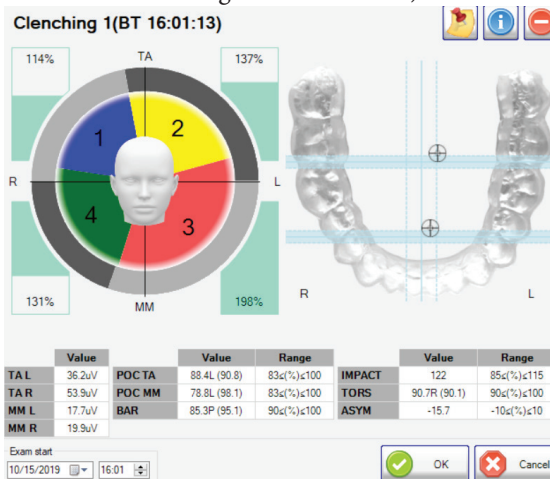 Clenching 1(BT 16:01:13)
114%
TA
137%
1
2
R
L
4
3
131%
MM
198%
R
L
Value
TA L 36.2uV
TA R 53.9uV
MM L 17.7uV
MM R 19.9uV
Value Range
POC TA 88.4L (90.8) 83≤(%)≤100
POC MM 78.8L (98.1) 83≤(%)≤100
BAR 85.3P (95.1) 90≤(%)≤100
Value Range
IMPACT 122 85≤(%)≤115
TORS 90.7R (90.1) 90≤(%)≤100
ASYM -15.7 -10≤(%)≤10
Exam start
10/15/2019 16:01
OK
Cancel